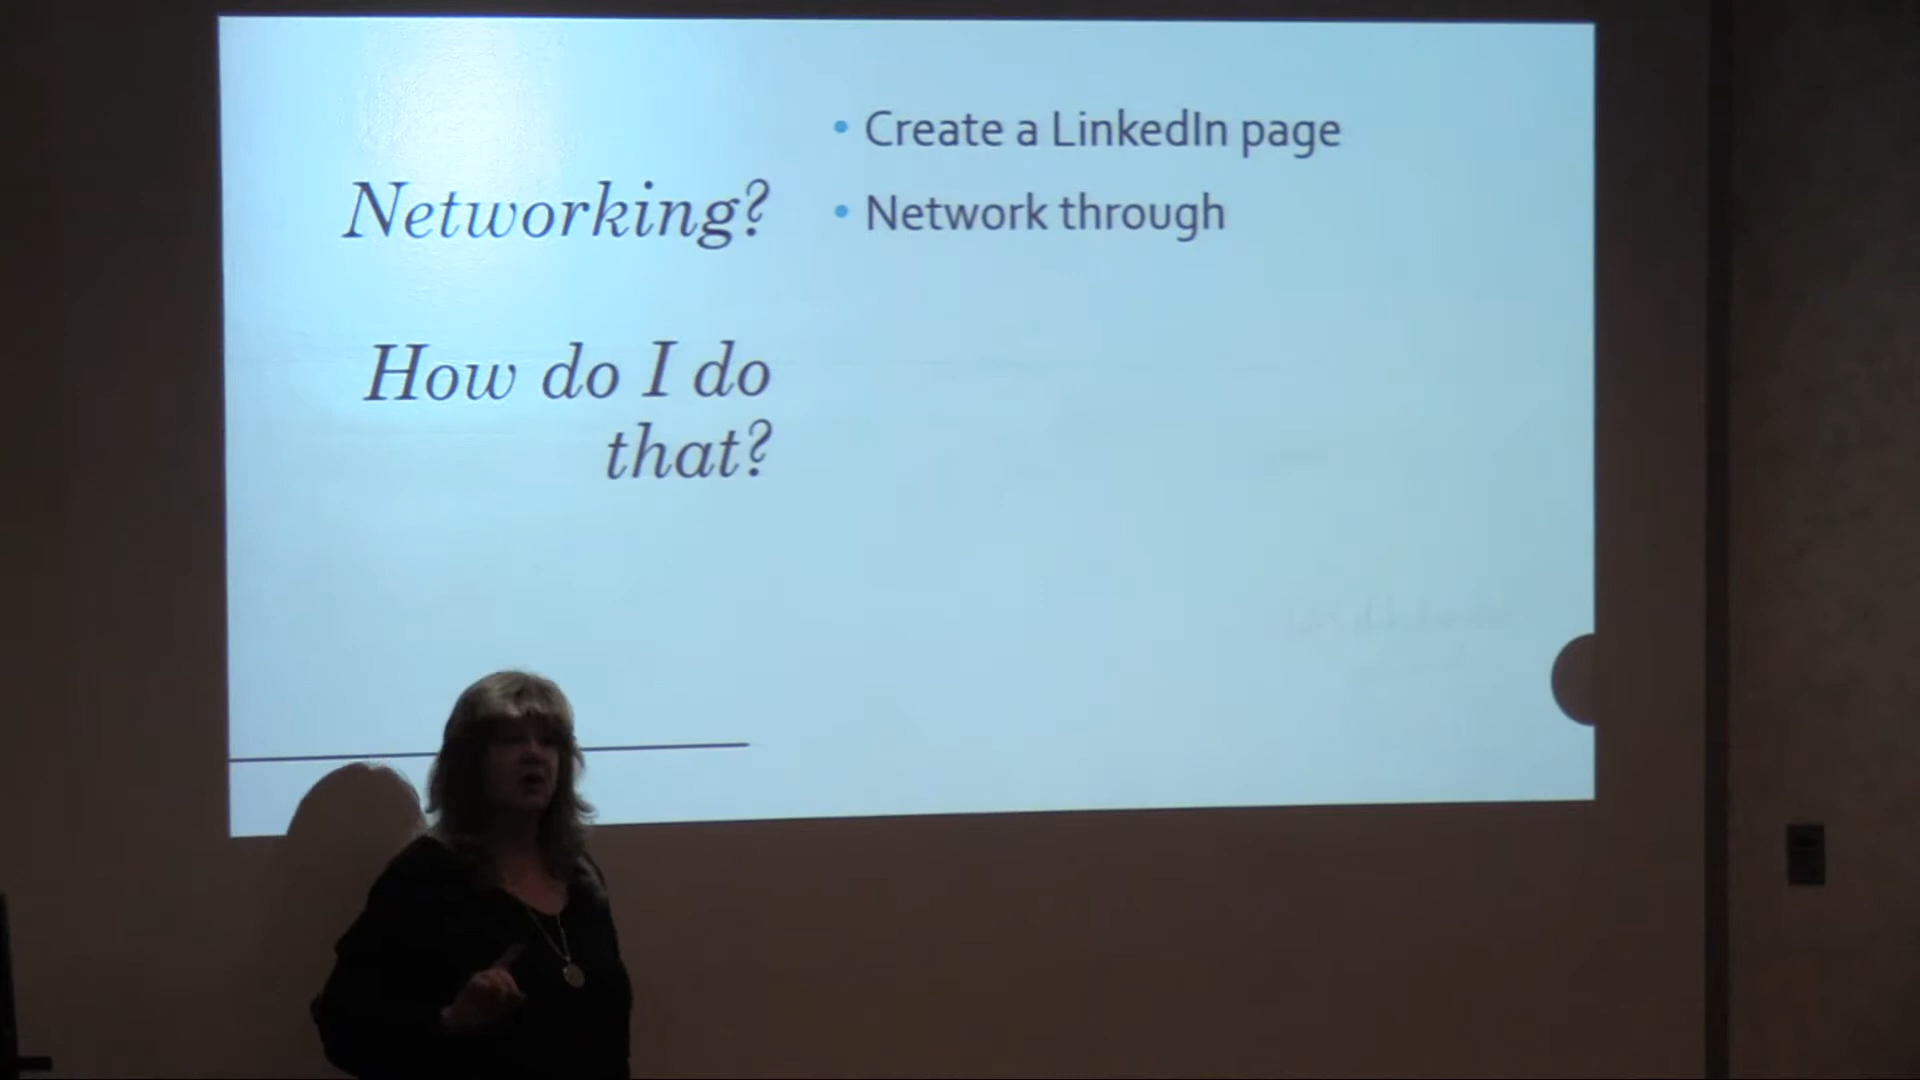 Networking?
How do I do
that?
• Create a LinkedIn page
• Network through